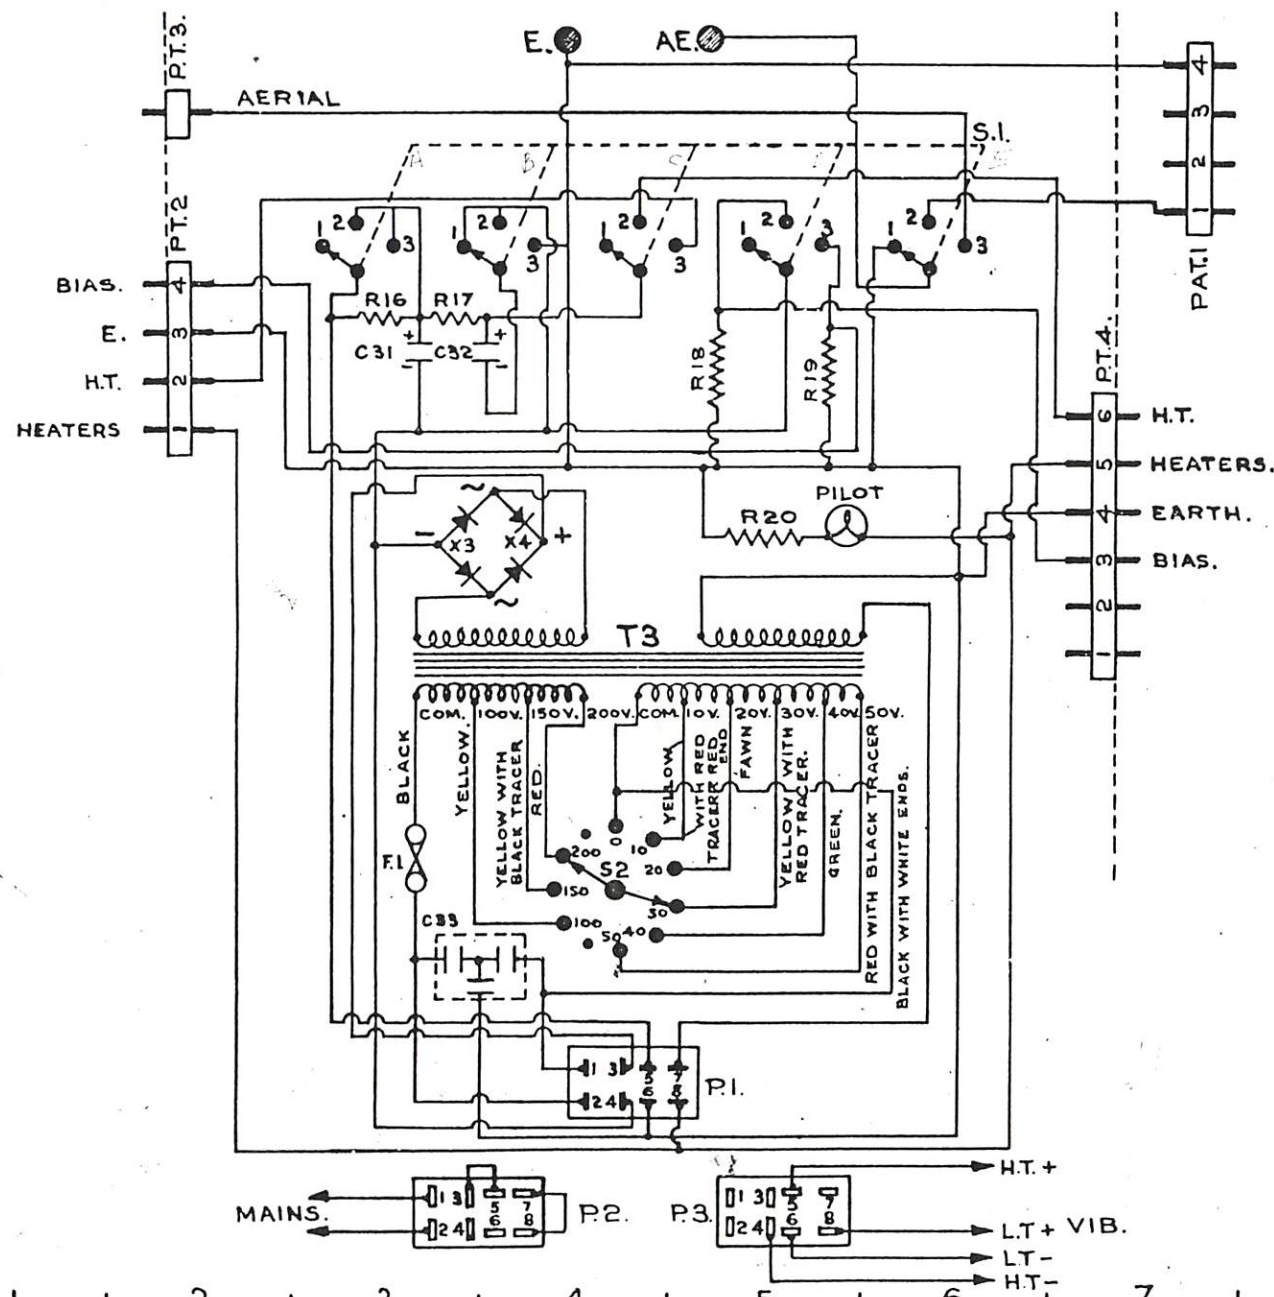 P.T.3.
E.
AE.
AERIAL
S.1.
4
3
2
1
PAT.1
P.T.2
A
B
C
1
2
3
1
2
3
1
2
3
1
2
3
1
2
3
BIAS.
4
E.
3
H.T.
2
HEATERS
1
R16
R17
C31
C32
+
-
+
-
R18
R19
P.T.4.
6
H.T.
5
HEATERS.
4
EARTH.
3
BIAS.
2
1
~
-
X3
X4
+
~
R20
PILOT
T3
COM.
100V.
150V.
200V.
COM.
10V.
20V.
30V.
40V.
50V.
BLACK
YELLOW.
YELLOW WITH
BLACK TRACER
RED.
YELLOW
WITH RED
TRACER
RED
END
FAWN
YELLOW WITH
RED TRACER.
GREEN.
RED WITH BLACK TRACER
BLACK WITH WHITE ENDS.
F.1
S2
0
10
20
30
40
50
100
150
200
C33
1 3
5
7
2 4
6
8
P.1.
MAINS.
1 3
5
7
2 4
6
8
P.2.
P.3.
1 3
5
7
2 4
6
8
H.T.+
L.T+
VIB.
L.T-
H.T-
2
3
4
5
6
7